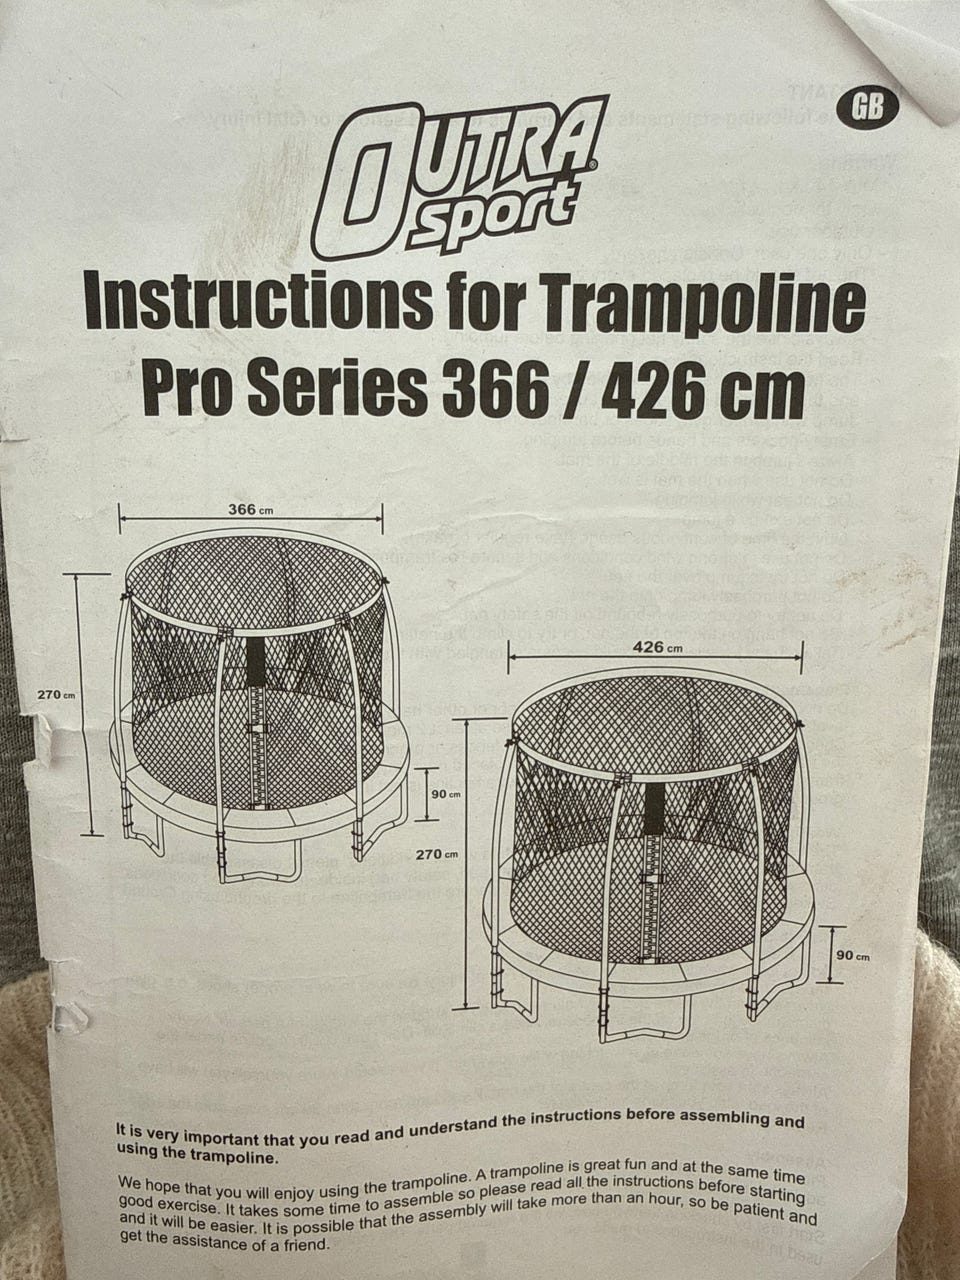 GB
OUTRA®
sport
Instructions for Trampoline
Pro Series 366 / 426 cm
366 cm
270 cm
90 cm
426 cm
270 cm
90 cm
It is very important that you read and understand the instructions before assembling and
using the trampoline.
We hope that you will enjoy using the trampoline. A trampoline is great fun and at the same time
good exercise. It takes some time to assemble so please read all the instructions before starting
and it will be easier. It is possible that the assembly will take more than an hour, so be patient and
get the assistance of a friend.